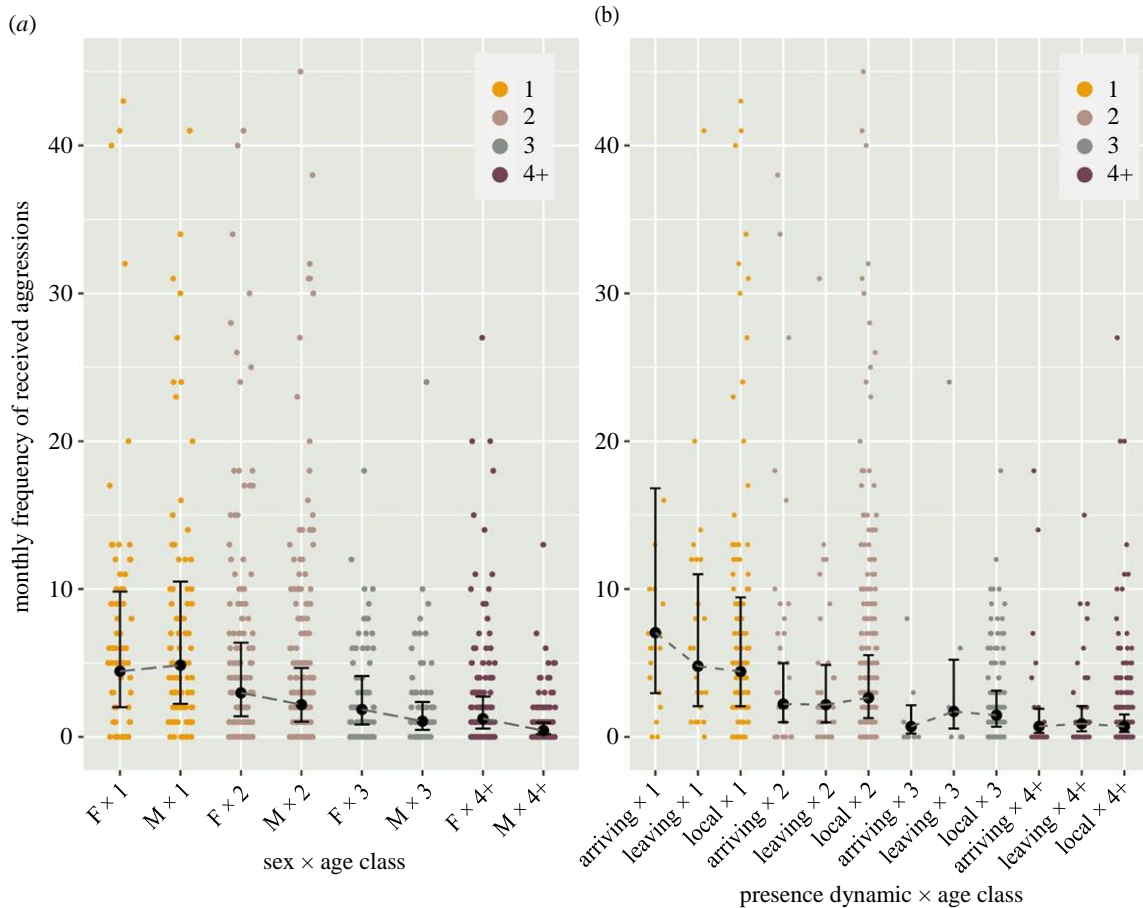 (a)
monthly frequency of received aggressions
40
30
20
10
0
1
2
3
4+
F × 1
M × 1
F × 2
M × 2
F × 3
M × 3
F × 4+
M × 4+
sex × age class
(b)
40
30
20
10
0
1
2
3
4+
arriving × 1
leaving × 1
local × 1
arriving × 2
leaving × 2
local × 2
arriving × 3
leaving × 3
local × 3
arriving × 4+
leaving × 4+
local × 4+
presence dynamic × age class